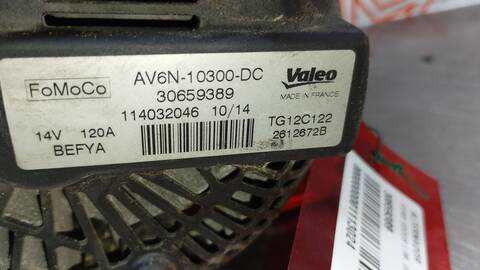 FoMoCo
AV6N-10300-DC
30659389
114032046 10/14
14V 120A
BEFYA
Valeo
MADE IN FRANCE
TG12C122
2612672B